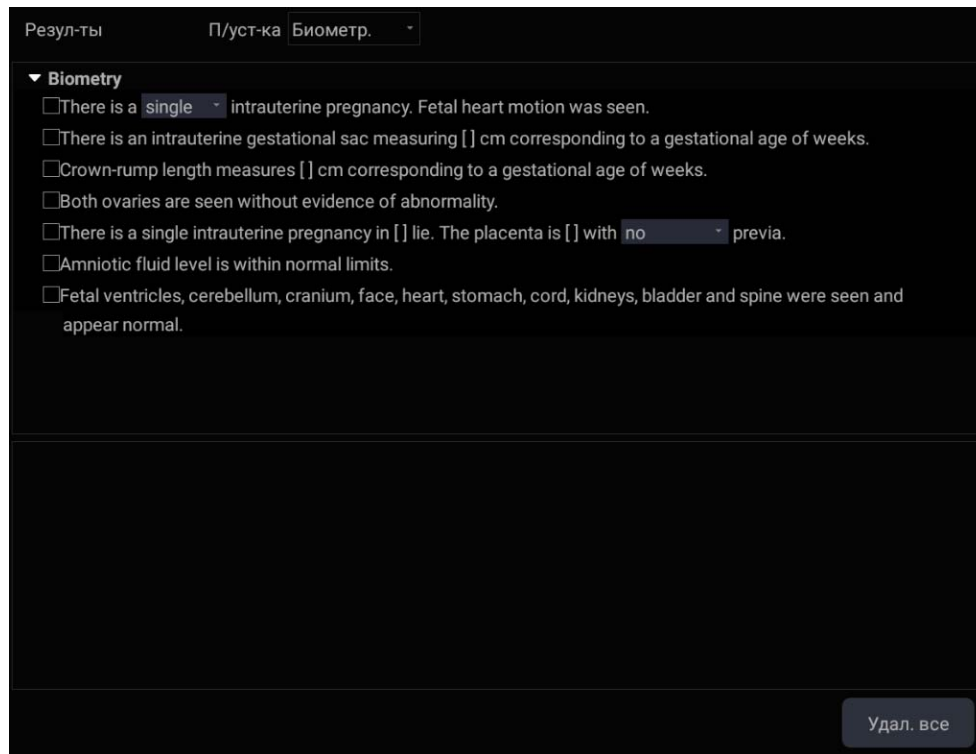 Резул-ты П/уст-ка Биометр.
Biometry
There is a single intrauterine pregnancy. Fetal heart motion was seen.
There is an intrauterine gestational sac measuring [ ] cm corresponding to a gestational age of weeks.
Crown-rump length measures [ ] cm corresponding to a gestational age of weeks.
Both ovaries are seen without evidence of abnormality.
There is a single intrauterine pregnancy in [ ] lie. The placenta is [ ] with no previa.
Amniotic fluid level is within normal limits.
Fetal ventricles, cerebellum, cranium, face, heart, stomach, cord, kidneys, bladder and spine were seen and
appear normal.
Удал. все